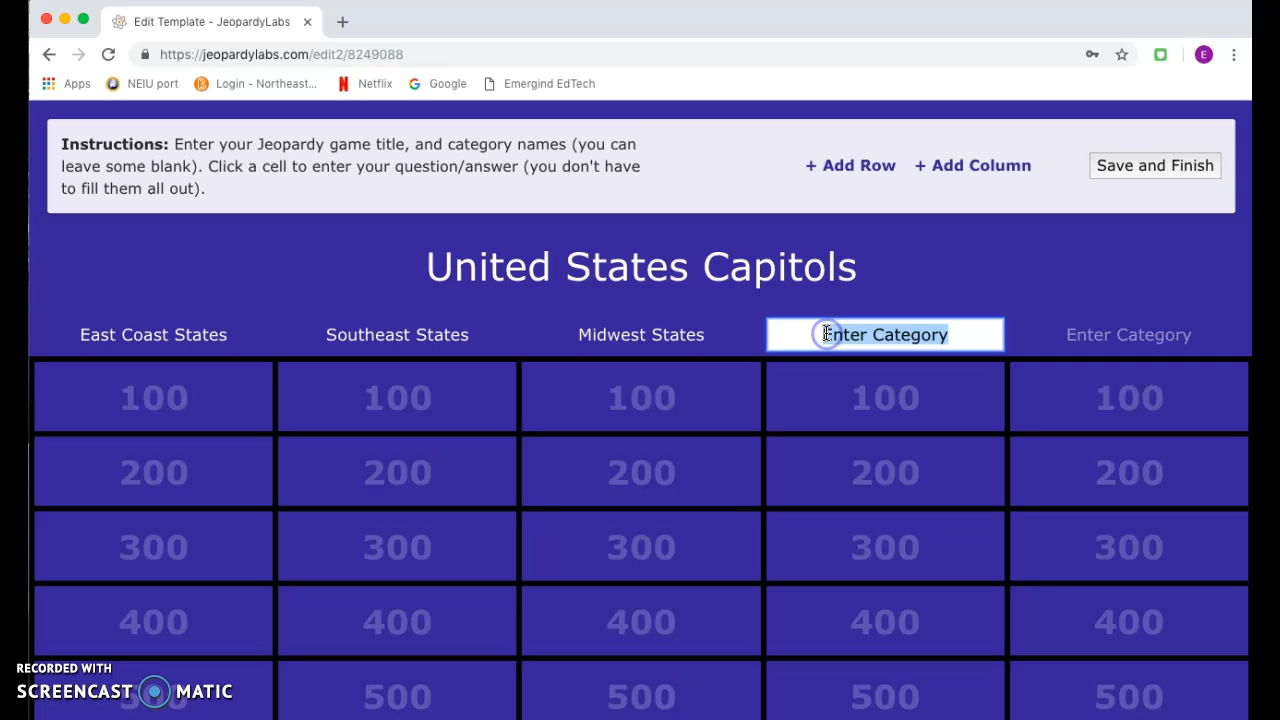 Edit Template - JeopardyLabs
https://jeopardylabs.com/edit2/8249088
E
Apps NEIU port Login - Northeast... Netflix Google Emergind EdTech
Instructions: Enter your Jeopardy game title, and category names (you can
leave some blank). Click a cell to enter your question/answer (you don't have
to fill them all out).
+ Add Row + Add Column
Save and Finish
United States Capitols
East Coast States Southeast States Midwest States Enter Category Enter Category
100 100 100 100 100
200 200 200 200 200
300 300 300 300 300
400 400 400 400 400
500 500 500 500 500
RECORDED WITH
SCREENCAST MATIC